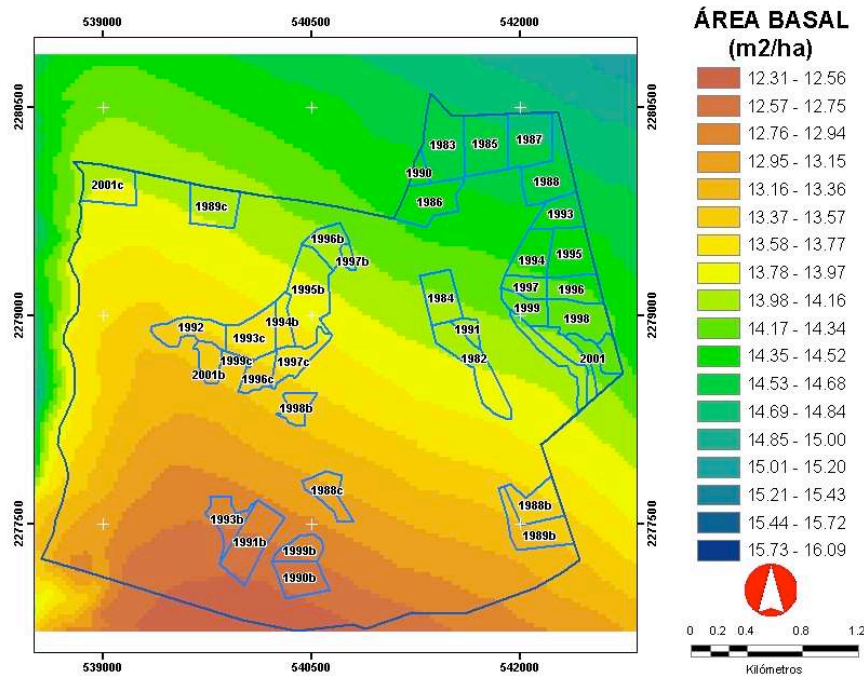 539000 540500 542000
ÁREA BASAL
(m2/ha)
12.31 - 12.56
12.57 - 12.75
12.76 - 12.94
12.95 - 13.15
13.16 - 13.36
13.37 - 13.57
13.58 - 13.77
13.78 - 13.97
13.98 - 14.16
14.17 - 14.34
14.35 - 14.52
14.53 - 14.68
14.69 - 14.84
14.85 - 15.00
15.01 - 15.20
15.21 - 15.43
15.44 - 15.72
15.73 - 16.09
2280500 2280500
1983 1985 1987
1990
1988
2001c
1986
1989c
1993
1996b
1997b
1994 1995
1995b
1997 1996
1984
1999
1998
2279000 2279000
1994b
1992
1993c
1991
1982
2001
1999c 1997c
2001b 1996c
1998b
1988c
1988b
2277500 2277500
1993b
1989b
1991b
1999b
1990b
539000 540500 542000
0 0.2 0.4 0.8 1.2
Kilómetros